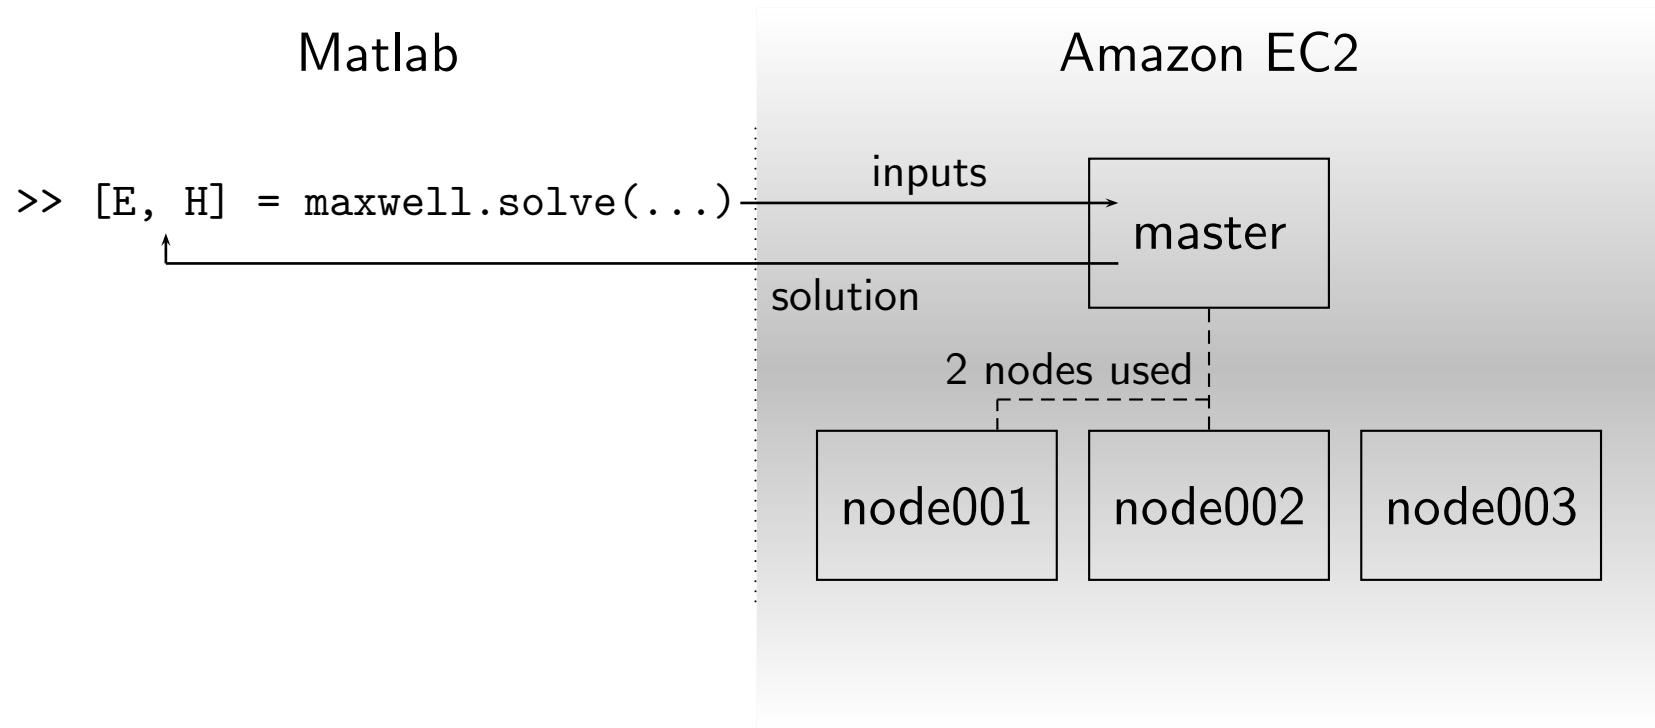 Matlab
Amazon EC2
>> [E, H] = maxwell.solve(...)
inputs
master
solution
2 nodes used
node001
node002
node003